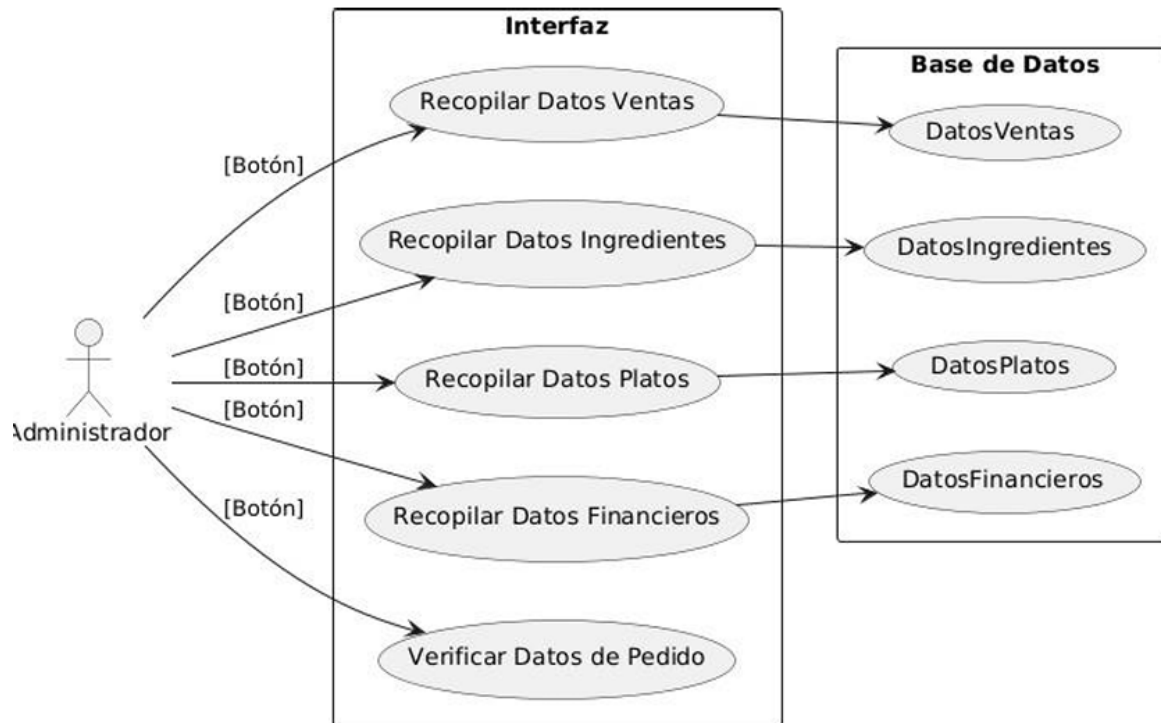 Interfaz
Base de Datos
Recopilar Datos Ventas
DatosVentas
[Botón]
Recopilar Datos Ingredientes
DatosIngredientes
[Botón]
Recopilar Datos Platos
DatosPlatos
[Botón]
[Botón]
Administrador
Recopilar Datos Financieros
DatosFinancieros
[Botón]
Verificar Datos de Pedido